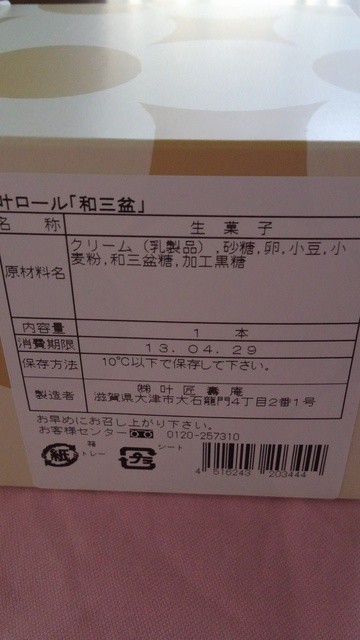 叶ロール「和三盆」
名 称 生 菓 子
原材料名 クリーム(乳製品),砂糖,卵,小豆,小
麦粉,和三盆糖,加工黒糖
内容量 1 本
消費期限 13.04.29
保存方法 10℃以下で保存して下さい。
製造者 ㈱ 叶 匠 壽 庵
滋賀県大津市大石龍門4丁目2番1号
お早めにお召し上がり下さい。
お客様センター 0120-257310
紙 箱 トレー プラ シート
4 516243 203444